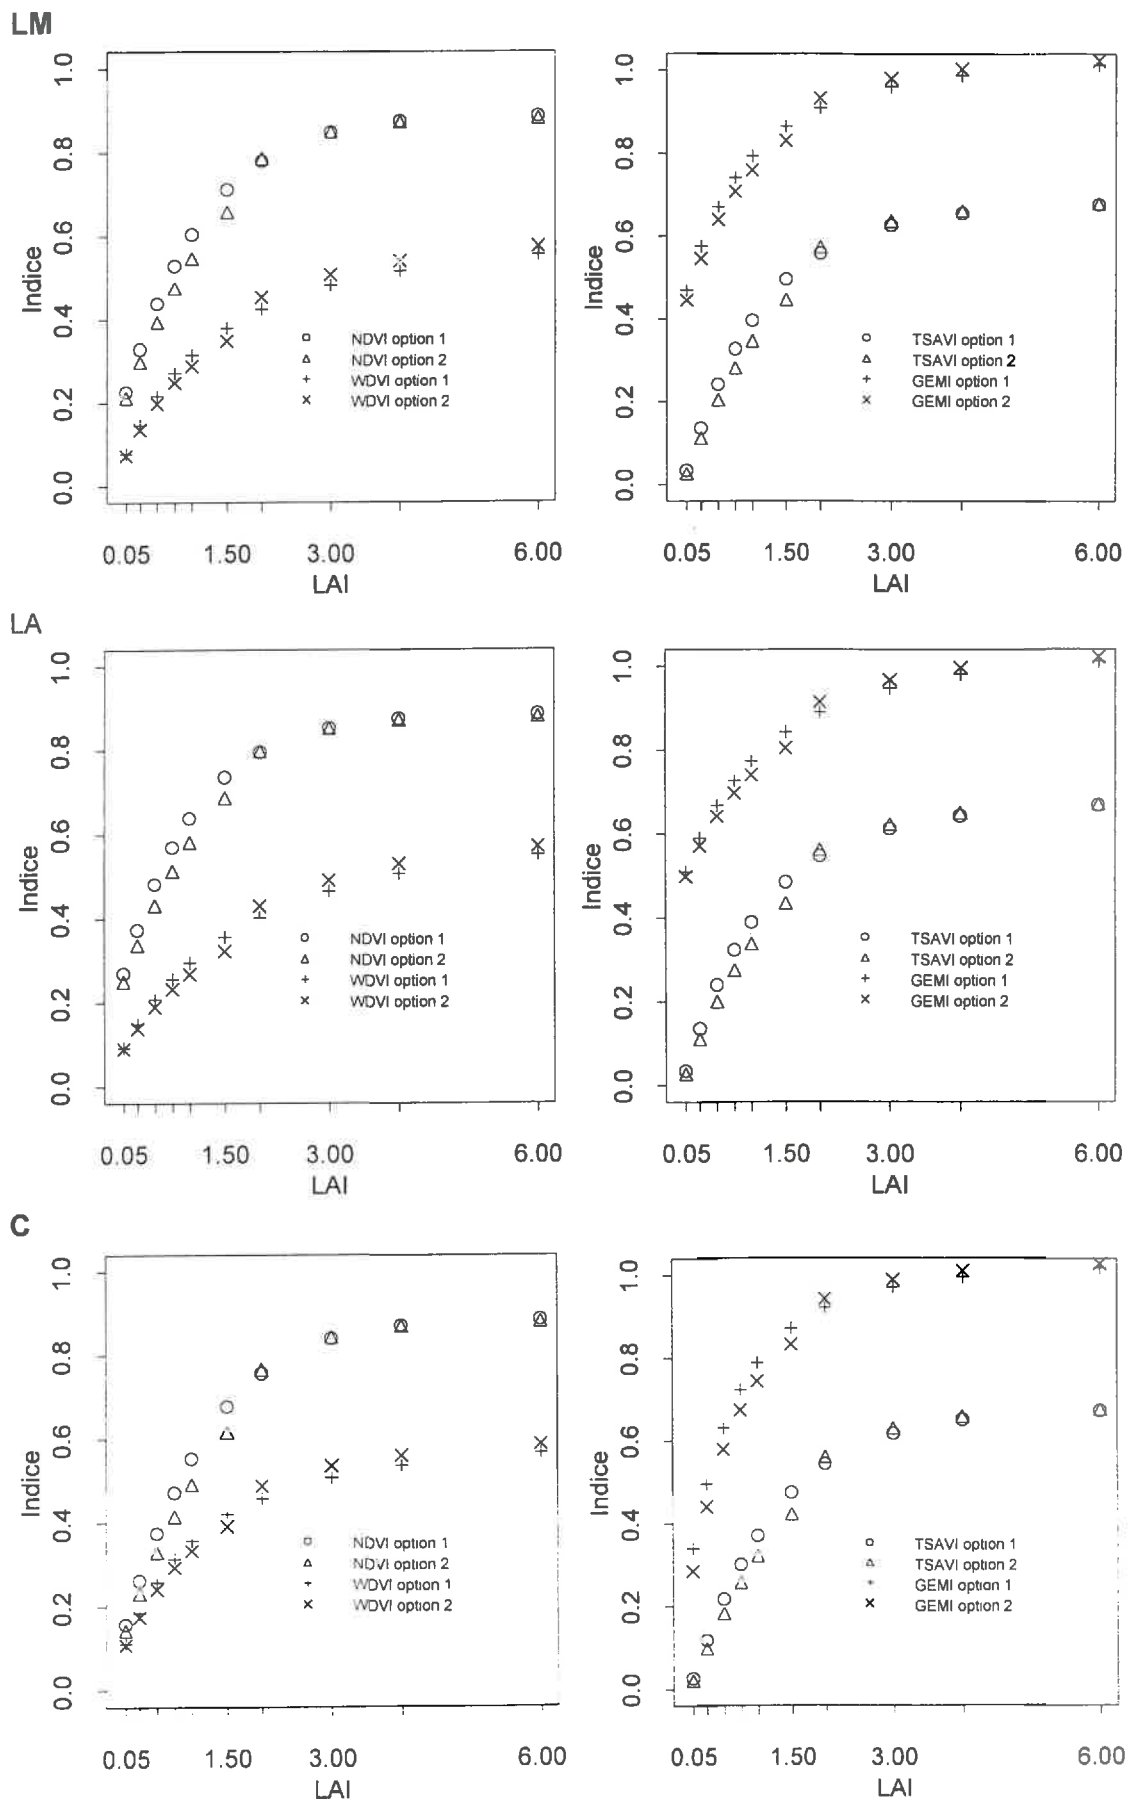 LM
1.0
0.8
0.6
0.4
0.2
0.0
Indice
NDVI option 1
NDVI option 2
WDVI option 1
WDVI option 2
0.05 1.50 3.00 6.00
LAI
1.0
0.8
0.6
0.4
0.2
0.0
Indice
TSAVI option 1
TSAVI option 2
GEMI option 1
GEMI option 2
0.05 1.50 3.00 6.00
LAI
LA
1.0
0.8
0.6
0.4
0.2
0.0
Indice
NDVI option 1
NDVI option 2
WDVI option 1
WDVI option 2
0.05 1.50 3.00 6.00
LAI
1.0
0.8
0.6
0.4
0.2
0.0
Indice
TSAVI option 1
TSAVI option 2
GEMI option 1
GEMI option 2
0.05 1.50 3.00 6.00
LAI
C
1.0
0.8
0.6
0.4
0.2
0.0
Indice
NDVI option 1
NDVI option 2
WDVI option 1
WDVI option 2
0.05 1.50 3.00 6.00
LAI
1.0
0.8
0.6
0.4
0.2
0.0
Indice
TSAVI option 1
TSAVI option 2
GEMI option 1
GEMI option 2
0.05 1.50 3.00 6.00
LAI